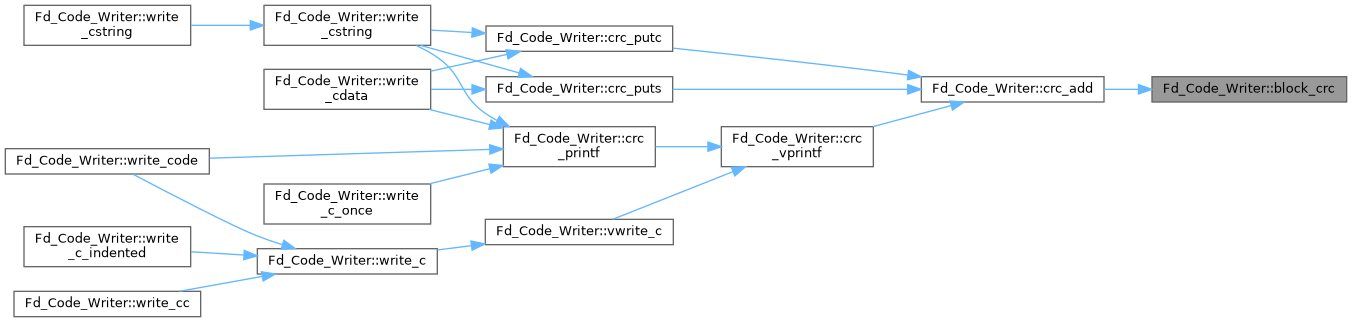 Fd_Code_Writer::write
_cstring
Fd_Code_Writer::write
_cstring
Fd_Code_Writer::crc_putc
Fd_Code_Writer::write
_cdata
Fd_Code_Writer::crc_puts
Fd_Code_Writer::crc_add
Fd_Code_Writer::block_crc
Fd_Code_Writer::crc
_printf
Fd_Code_Writer::crc
_vprintf
Fd_Code_Writer::write_code
Fd_Code_Writer::write
_c_once
Fd_Code_Writer::vwrite_c
Fd_Code_Writer::write
_c_indented
Fd_Code_Writer::write_c
Fd_Code_Writer::write_cc